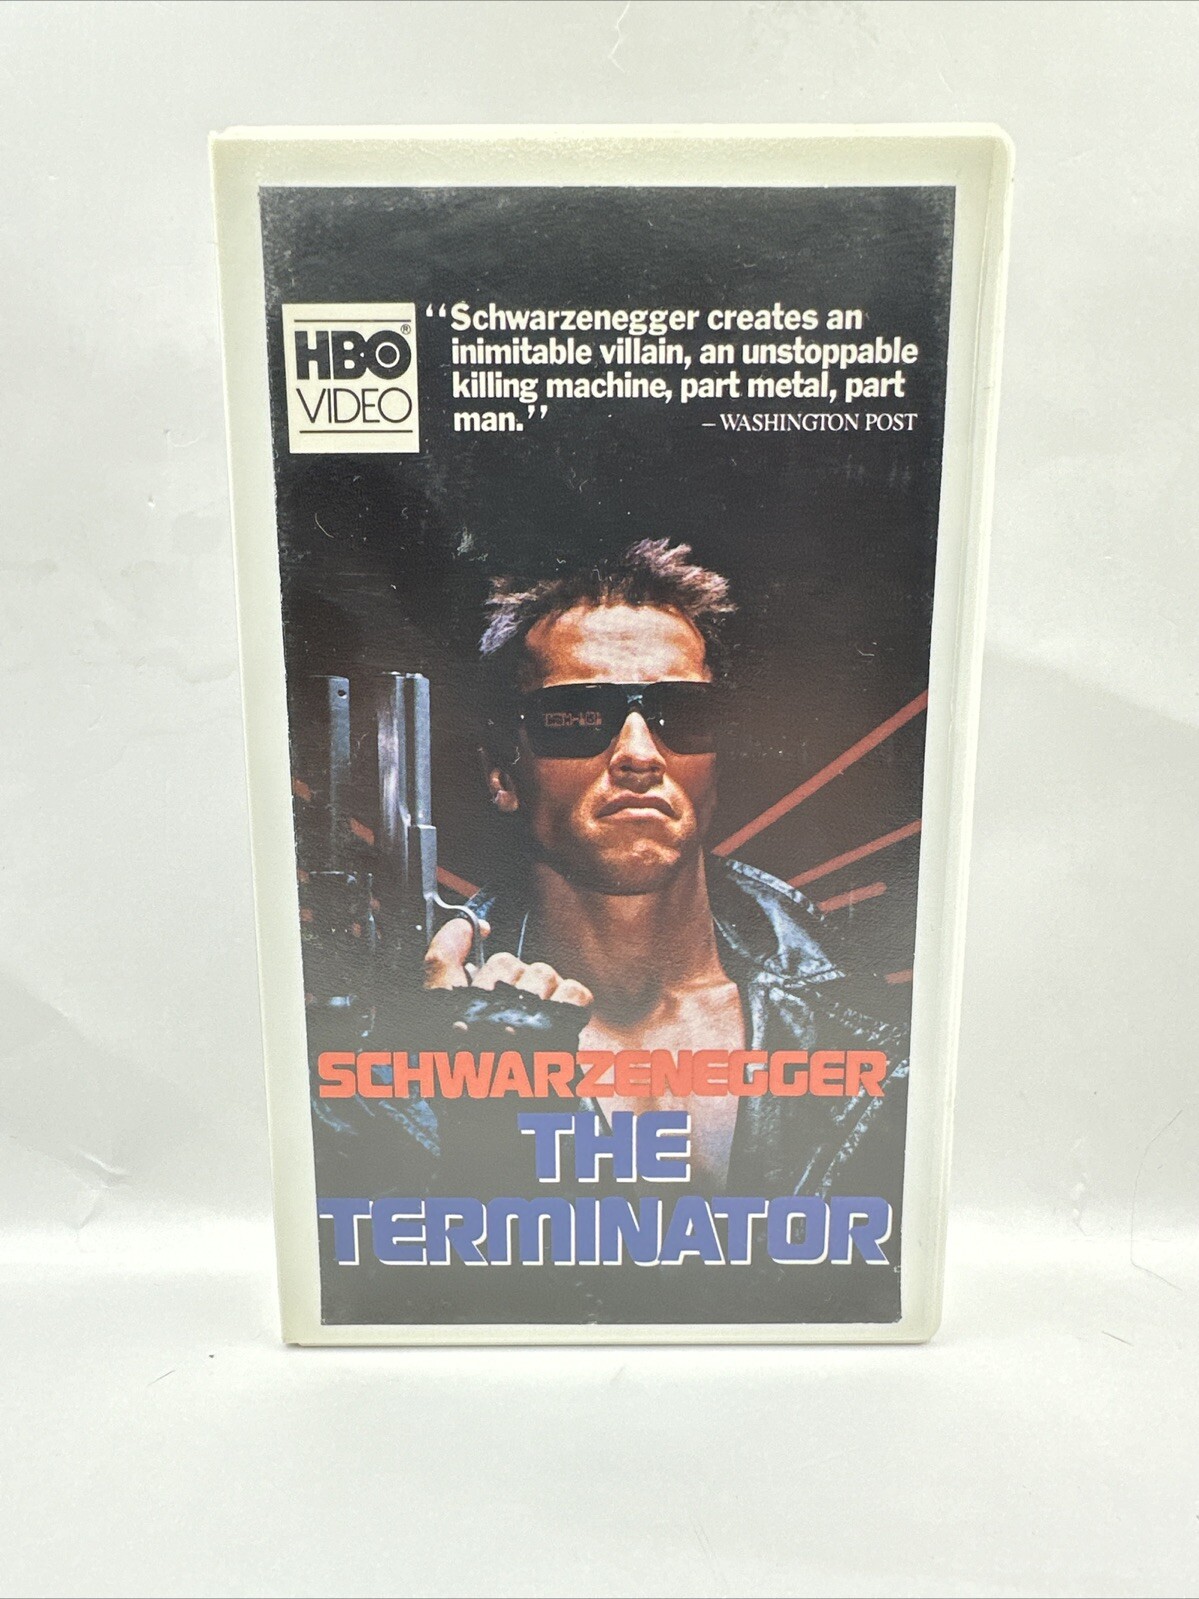 HBO®
VIDEO
“Schwarzenegger creates an
inimitable villain, an unstoppable
killing machine, part metal, part
man.”
– WASHINGTON POST
SCHWARZENEGGER
THE
TERMINATOR